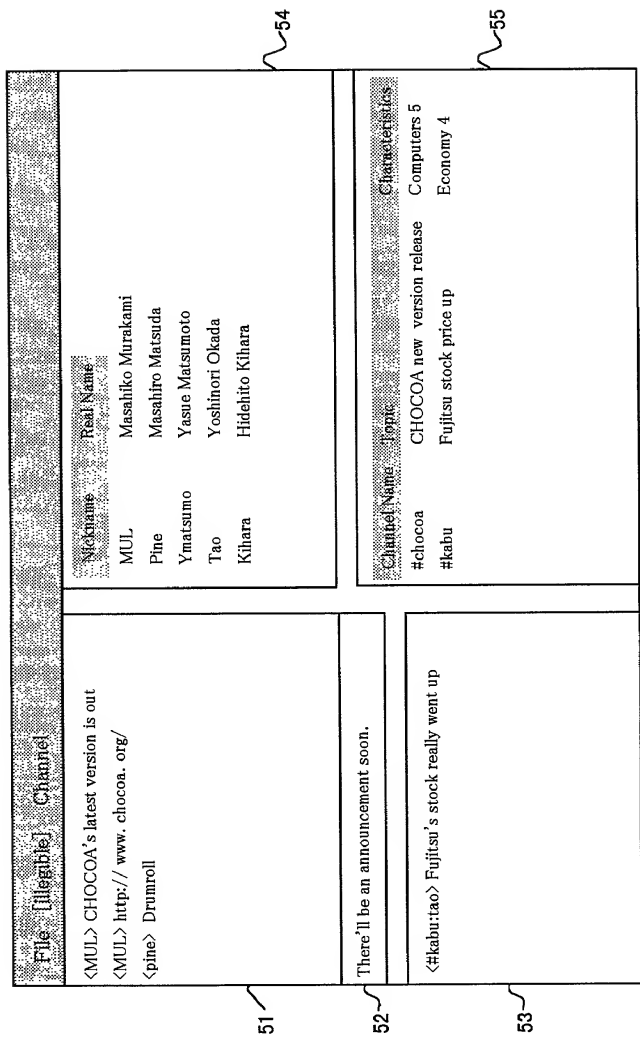 File [illegible] Channel
<MUL> CHOCOA's latest version is out
<MUL> http:// www. chocoa. org/
<pine> Drumroll
51
There'll be an announcement soon.
52
<#kabu:tao> Fujitsu's stock really went up
53
Nickname Real Name
MUL Masahiko Murakami
Pine Masahiro Matsuda
Ymatsumo Yasue Matsumoto
Tao Yoshinori Okada
Kihara Hidehito Kihara
54
Channel Name Topic Characteristics
#chocoa CHOCOA new version release Computers 5
#kabu Fujitsu stock price up Economy 4
55